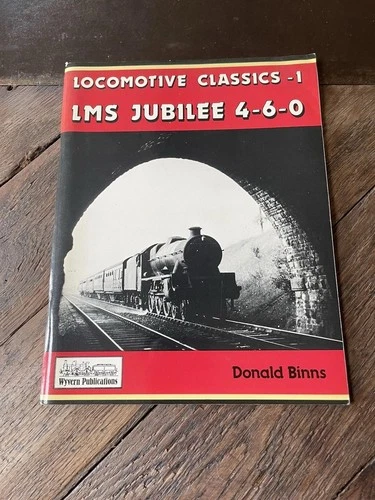 LOCOMOTIVE CLASSICS -1
LMS JUBILEE 4-6-0
Wyvern Publications
Donald Binns